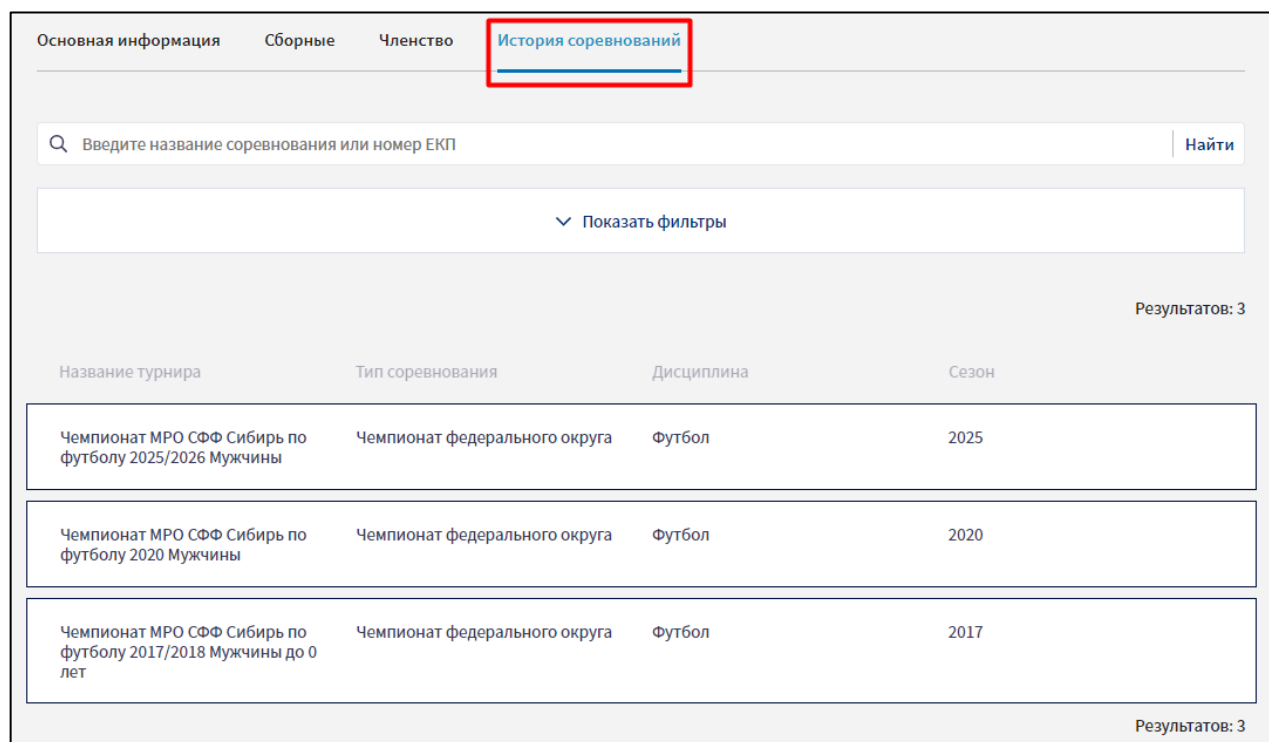 Основная информация Сборные Членство История соревнований
Введите название соревнования или номер ЕКП Найти
Показать фильтры
Результатов: 3
Название турнира Тип соревнования Дисциплина Сезон
Чемпионат МРО СФФ Сибирь по Чемпионат федерального округа Футбол 2025
футболу 2025/2026 Мужчины
Чемпионат МРО СФФ Сибирь по Чемпионат федерального округа Футбол 2020
футболу 2020 Мужчины
Чемпионат МРО СФФ Сибирь по Чемпионат федерального округа Футбол 2017
футболу 2017/2018 Мужчины до 0
лет
Результатов: 3